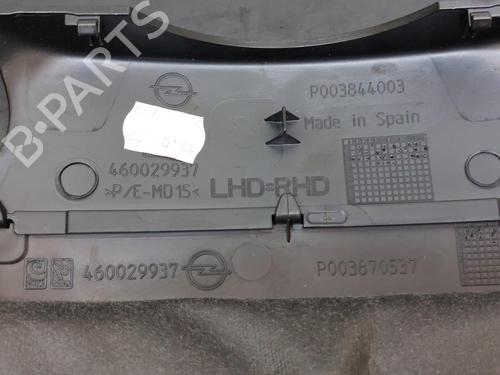 B-PARTS
P003844003
Made in Spain
460029937
>P/E-MD15<
LHD=RHD
460029937
P003870537